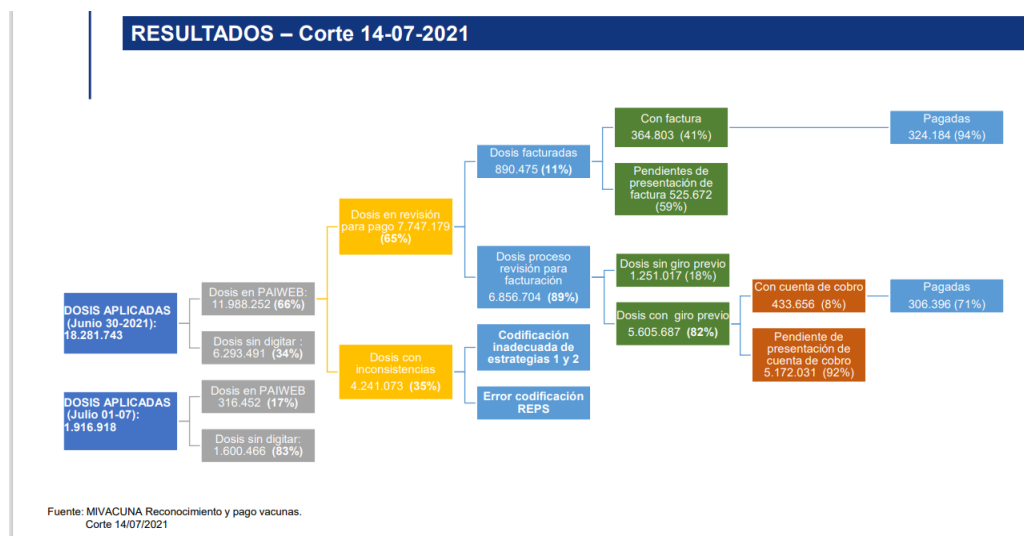 RESULTADOS – Corte 14-07-2021
Con factura
364.803 (41%)
Pagadas
324.184 (94%)
Dosis facturadas
890.475 (11%)
Pendientes de
presentación de
factura 525.672
(59%)
Dosis en revisión
para pago 7.747.179
(65%)
Dosis proceso
revisión para
facturación
6.856.704 (89%)
Dosis sin giro previo
1.251.017 (18%)
Dosis con giro previo
5.605.687 (82%)
Con cuenta de cobro
433.656 (8%)
Pagadas
306.396 (71%)
Pendiente de
presentación de
cuenta de cobro
5.172.031 (92%)
DOSIS APLICADAS
(Junio 30-2021):
18.281.743
Dosis en PAIWEB:
11.988.252 (66%)
Dosis sin digitar :
6.293.491 (34%)
Dosis con
inconsistencias
4.241.073 (35%)
Codificación
inadecuada de
estrategias 1 y 2
Error codificación
REPS
DOSIS APLICADAS
(Julio 01-07):
1.916.918
Dosis en PAIWEB
316.452 (17%)
Dosis sin digitar:
1.600.466 (83%)
Fuente: MIVACUNA Reconocimiento y pago vacunas.
Corte 14/07/2021